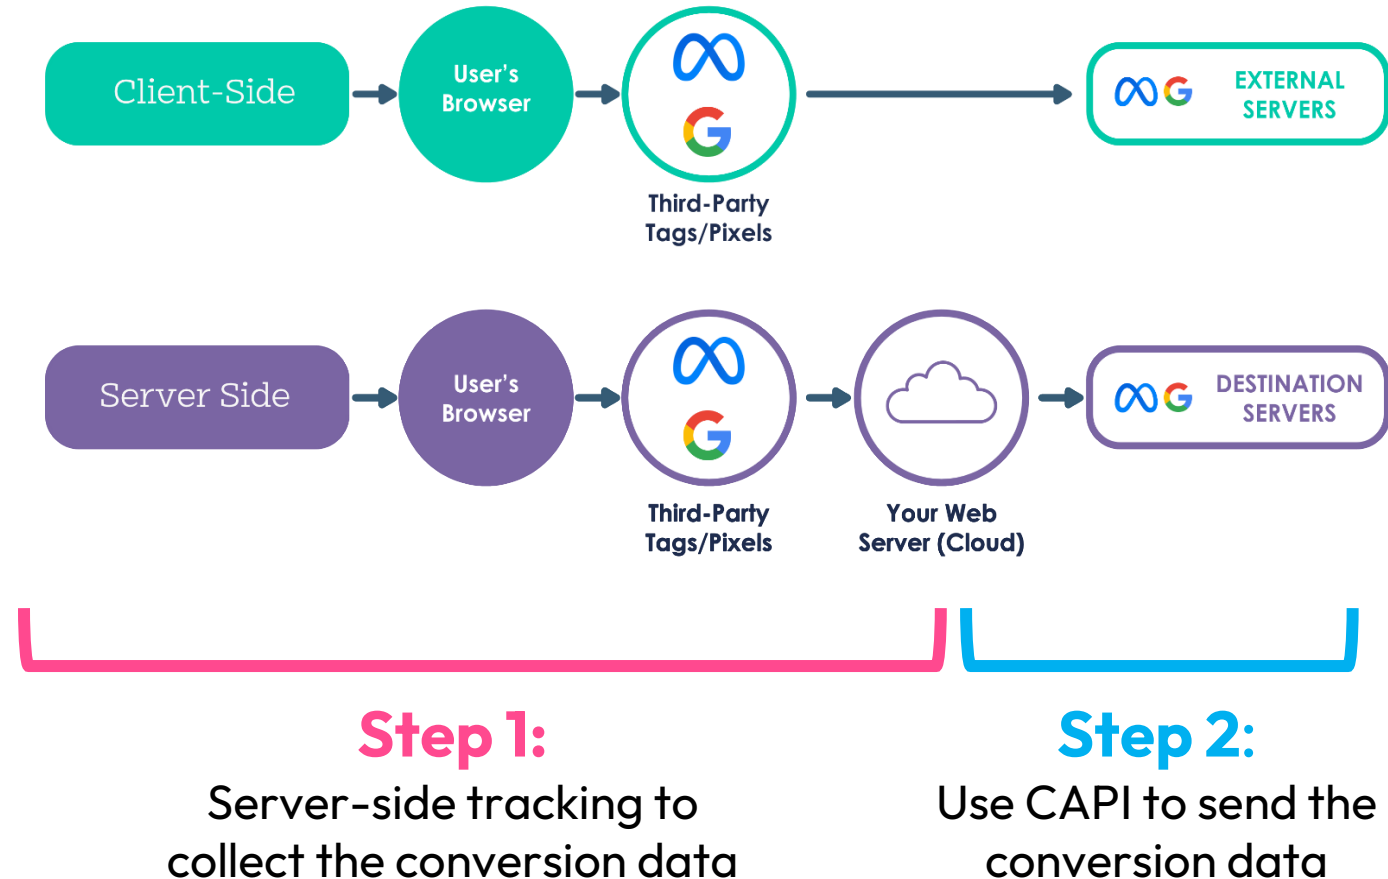 Client-Side
User's
Browser
Third-Party
Tags/Pixels
EXTERNAL
SERVERS
Server Side
User's
Browser
Third-Party
Tags/Pixels
Your Web
Server (Cloud)
DESTINATION
SERVERS
Step 1:
Server-side tracking to
collect the conversion data
Step 2:
Use CAPI to send the
conversion data